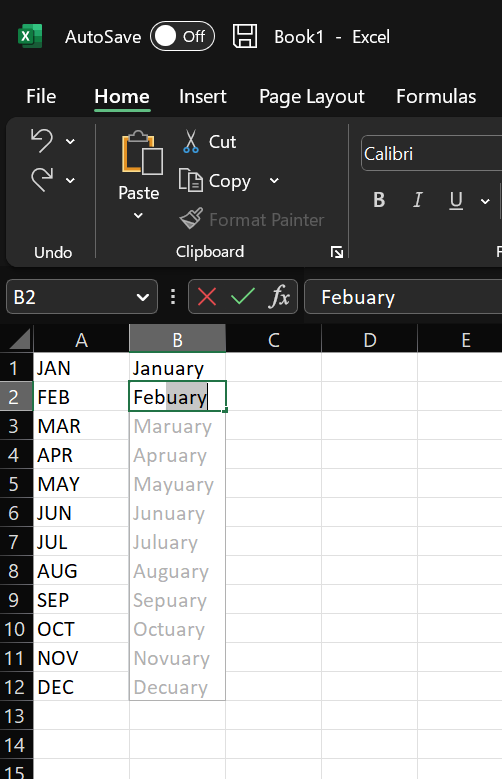 AutoSave Off Book1 - Excel
File Home Insert Page Layout Formulas
Cut
Calibri
Paste
Copy
B I U
Format Painter
Undo Clipboard F
B2 fx Febuary
A B C D E
1 JAN January
2 FEB Febuary
3 MAR Maruary
4 APR Apruary
5 MAY Mayuary
6 JUN Junuary
7 JUL Juluary
8 AUG Auguary
9 SEP Sepuary
10 OCT Octuary
11 NOV Novuary
12 DEC Decuary
13
14
15